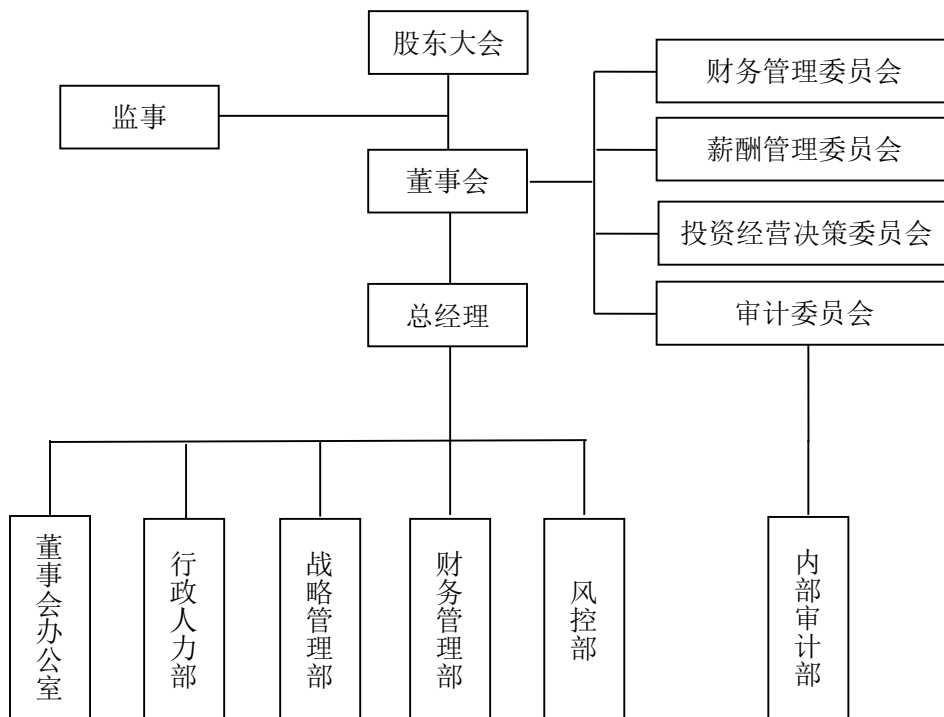 股东大会
财务管理委员会
监事
薪酬管理委员会
董事会
投资经营决策委员会
总经理
审计委员会
董事会办公室
行政人力部
战略管理部
财务管理部
风控部
内部审计部